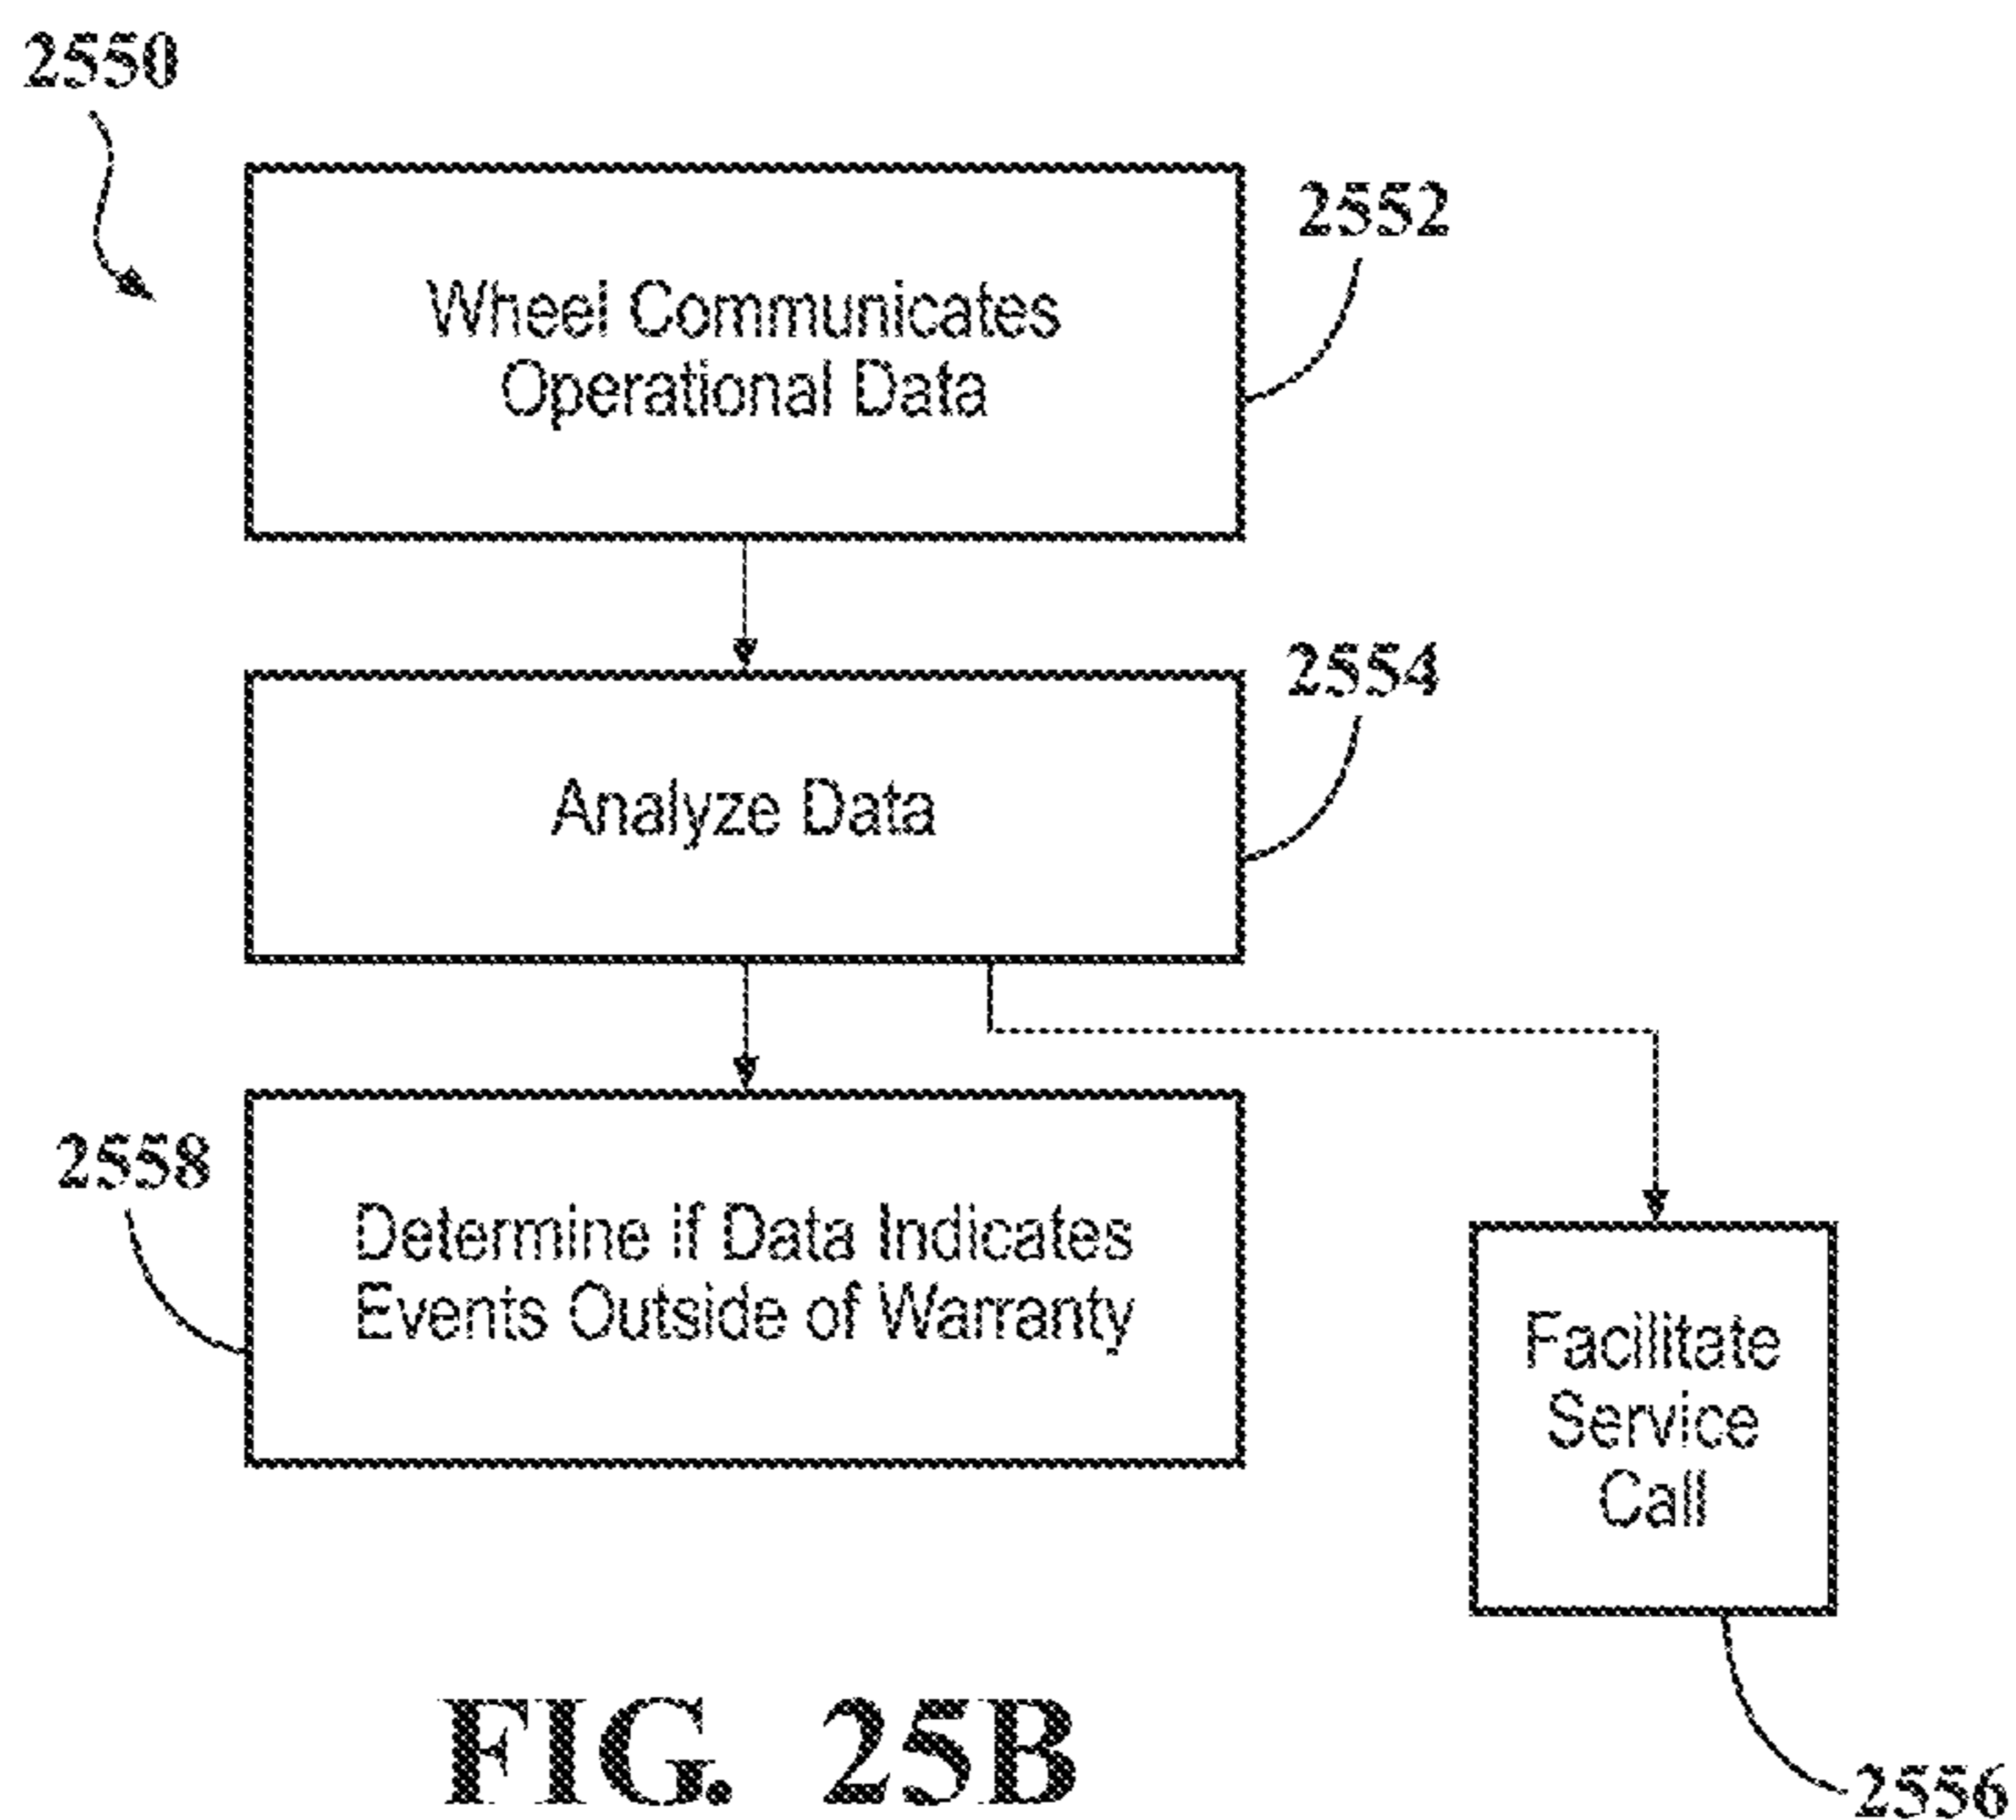 2550
2552
Wheel Communicates
Operational Data
2554
Analyze Data
2558
Determine if Data Indicates
Events Outside of Warranty
Facilitate
Service
Call
FIG. 25B
2556